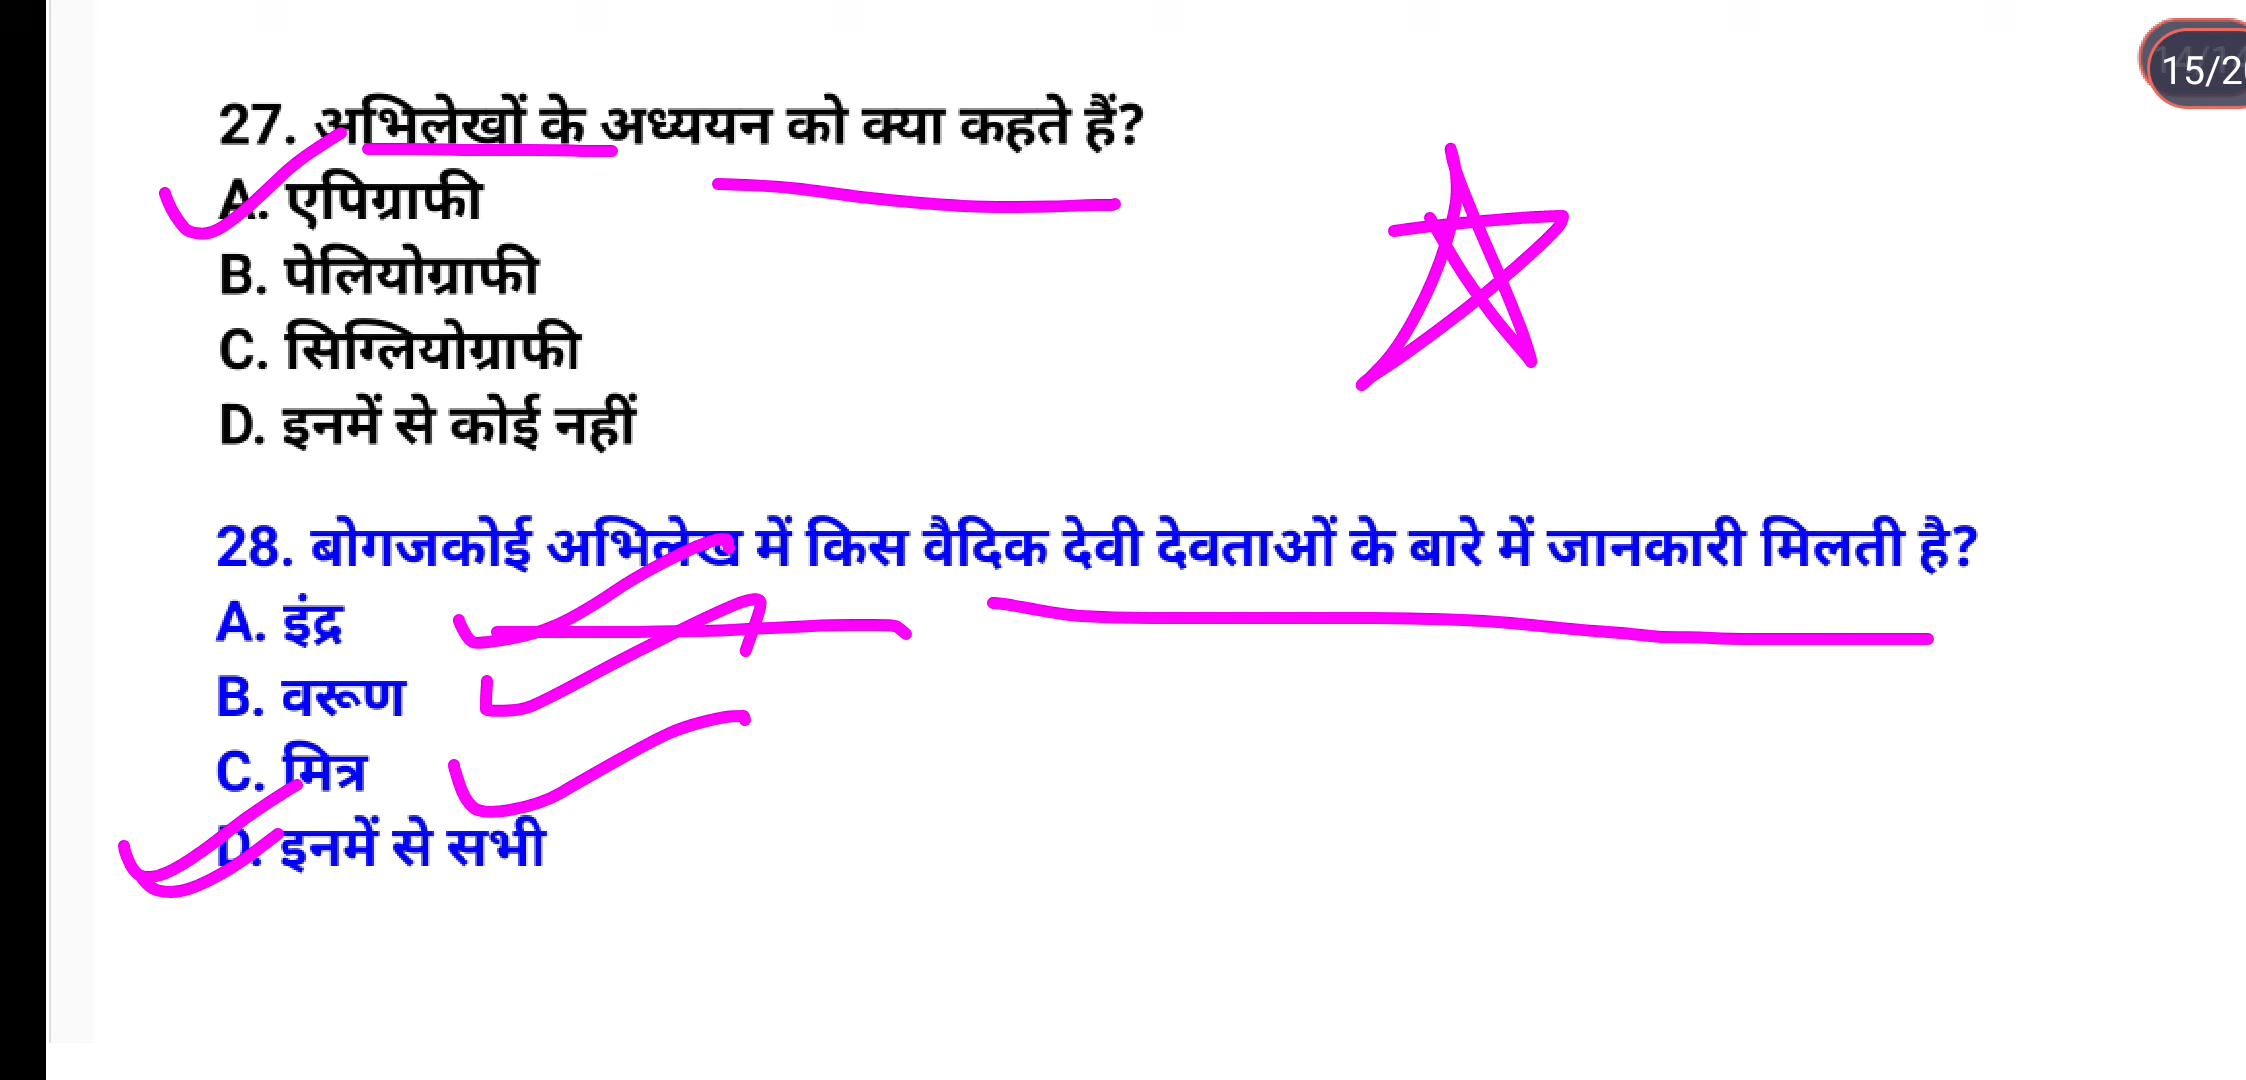 15/2
27. अभिलेखों के अध्ययन को क्या कहते हैं?
A. एपिग्राफी
B. पेलियोग्राफी
C. सिग्लियोग्राफी
D. इनमें से कोई नहीं
28. बोगजकोई अभिलेख में किस वैदिक देवी देवताओं के बारे में जानकारी मिलती है?
A. इंद्र
B. वरूण
C. मित्र
D. इनमें से सभी